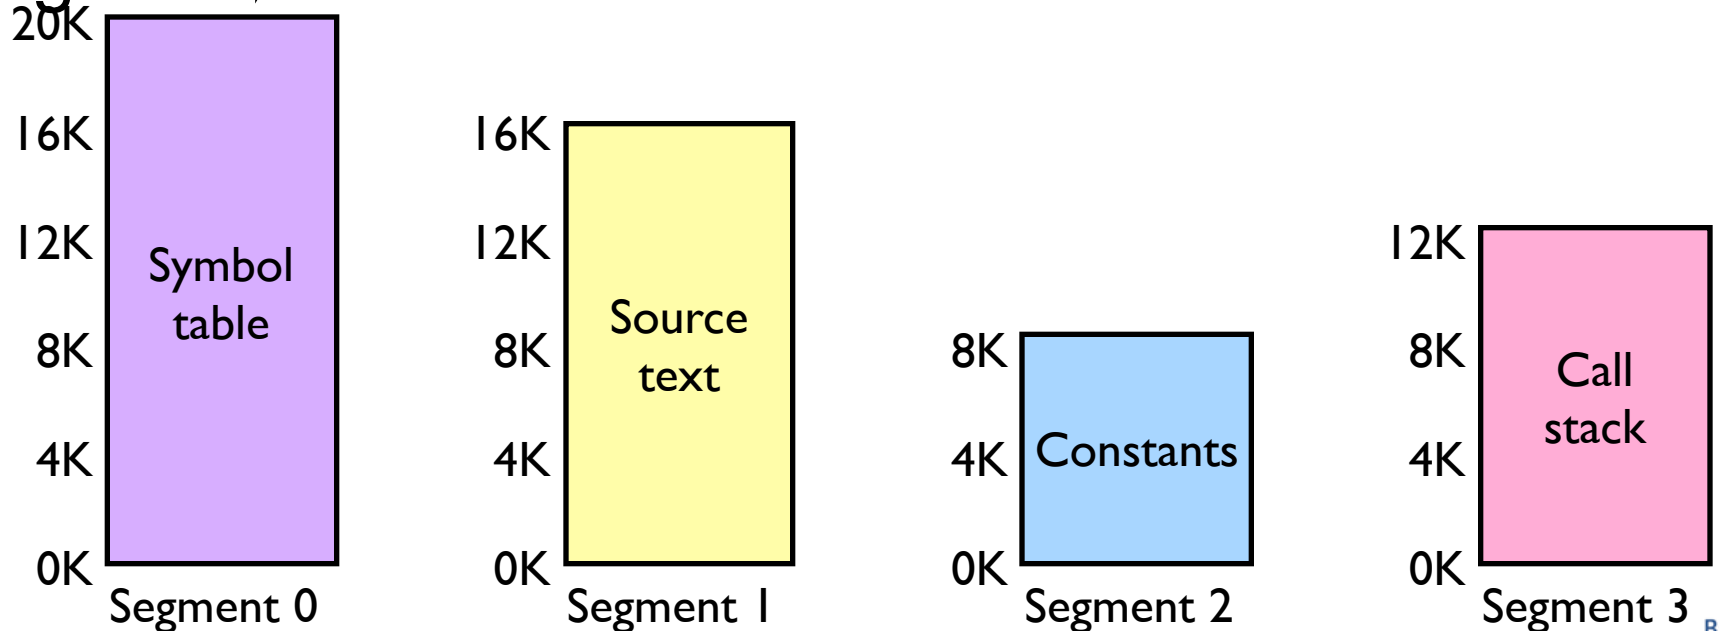 20K
16K
12K
8K
4K
0K
Symbol
table
Segment 0
16K
12K
8K
4K
0K
Source
text
Segment 1
8K
4K
0K
Constants
Segment 2
12K
8K
4K
0K
Call
stack
Segment 3
B